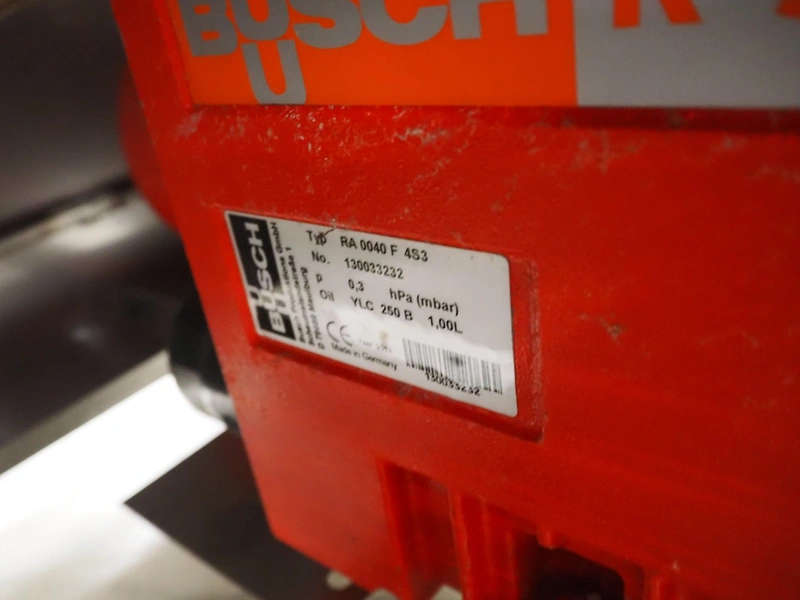 BUSCH R
BUSCH
Typ RA 0040 F 4S3
No. 130033232
P 0,3 hPa (mbar)
Oil YLC 250 B 1,00L
CE
Made in Germany
130033232